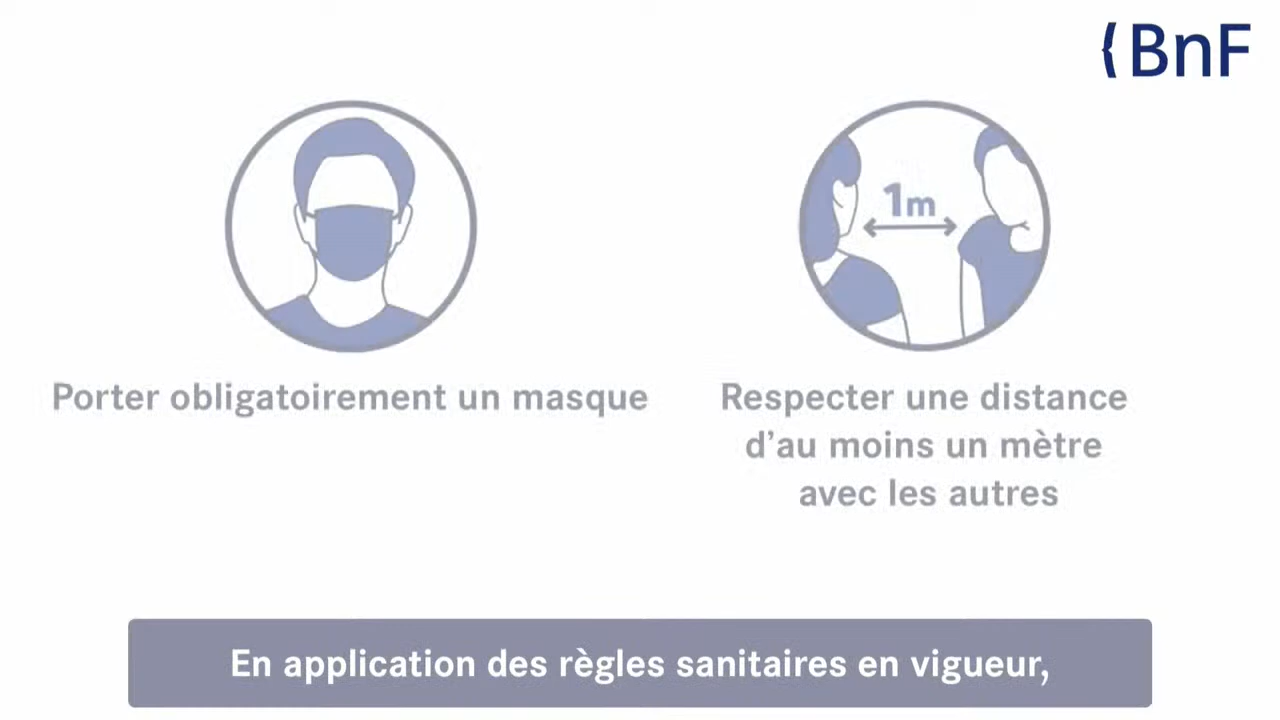 {BnF
1m
Porter obligatoirement un masque
Respecter une distance
d’au moins un mètre
avec les autres
En application des règles sanitaires en vigueur,